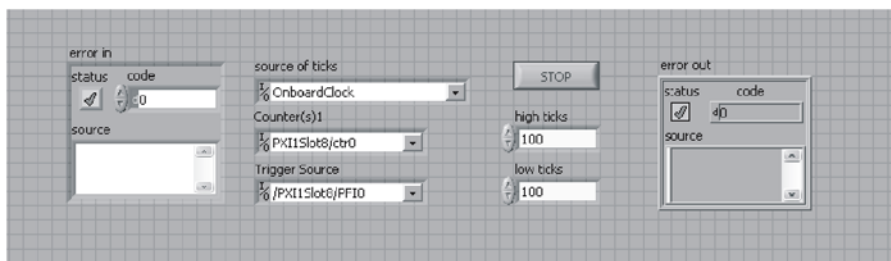 error in
status code
0
source
source of ticks
OnboardClock
Counter(s)1
PXI1Slot8/ctr0
Trigger Source
/PXI1Slot8/PFI0
STOP
high ticks
100
low ticks
100
error out
status code
d0
source